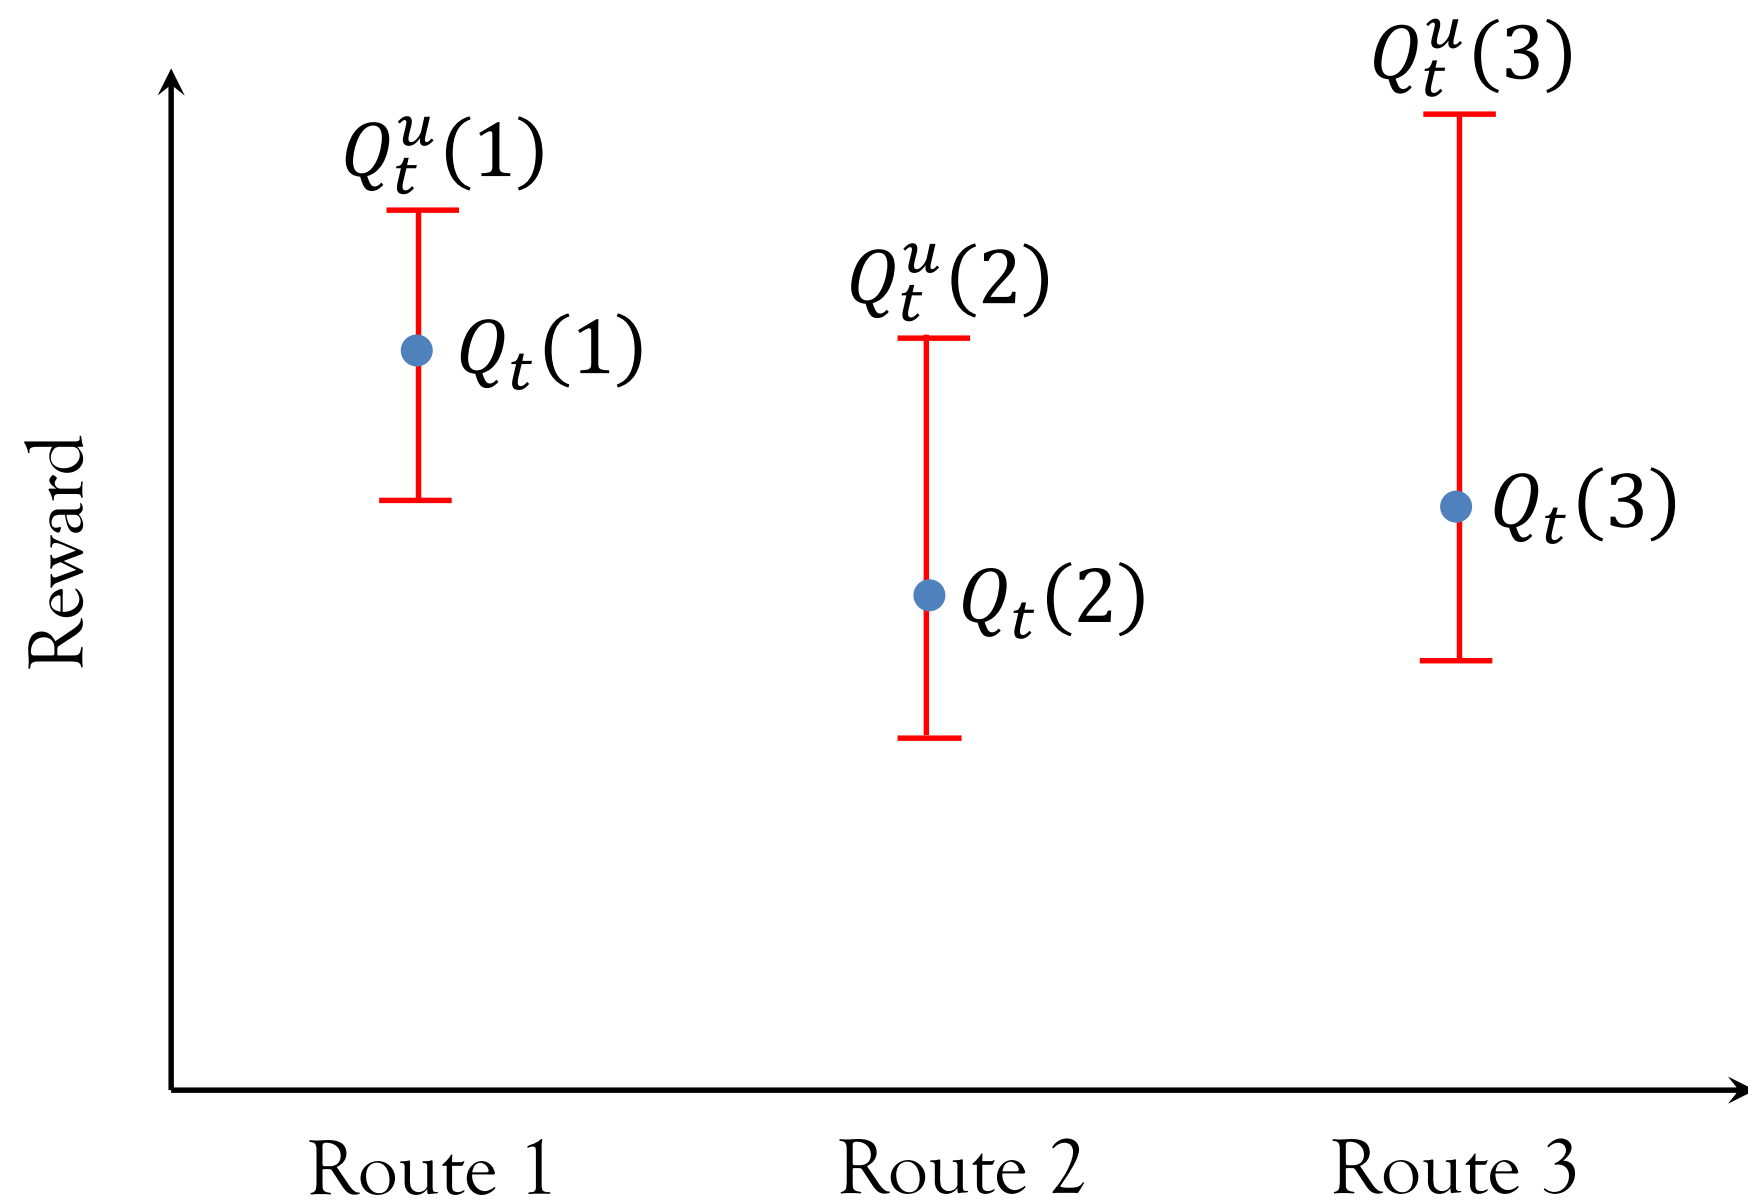 Q_t^u(3)
Q_t^u(1)
Q_t^u(2)
Q_t(1)
Q_t(3)
Q_t(2)
Reward
Route 1
Route 2
Route 3